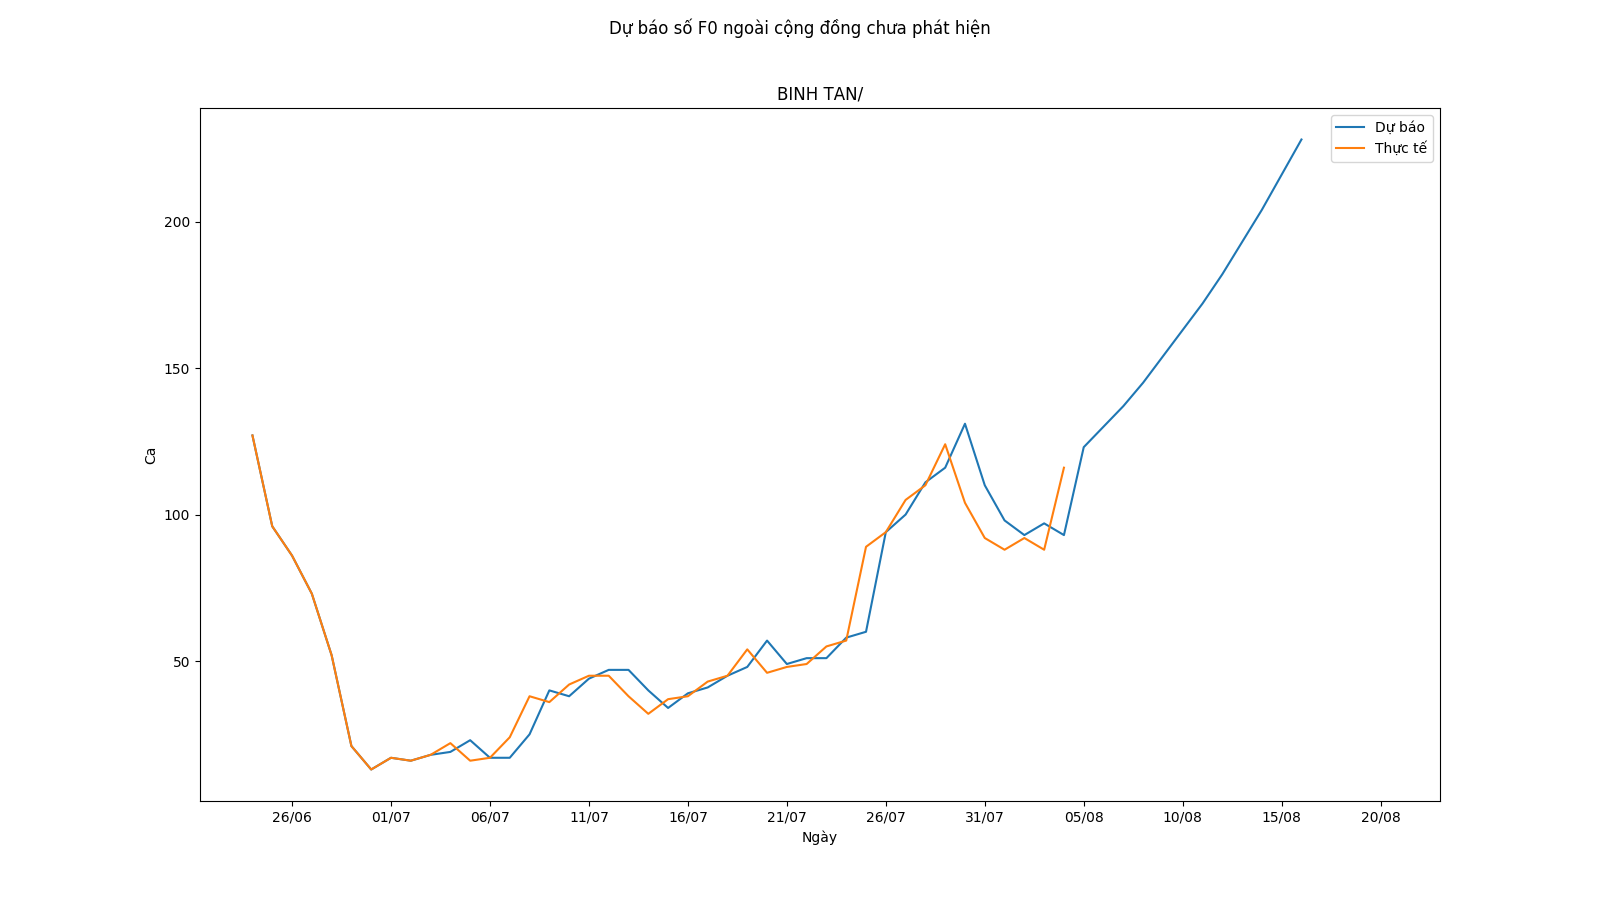 Dự báo số F0 ngoài cộng đồng chưa phát hiện
BINH TAN/
Dự báo
Thực tế
200
150
100
50
Ca
26/06 01/07 06/07 11/07 16/07 21/07 26/07 31/07 05/08 10/08 15/08 20/08
Ngày